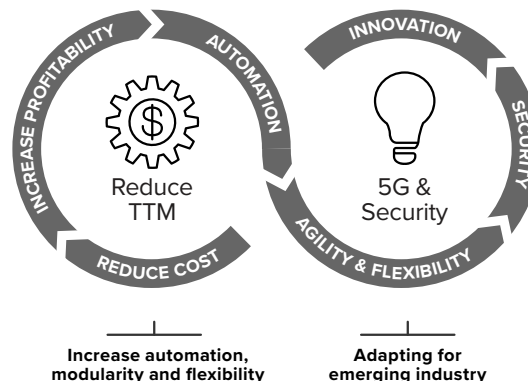 INCREASE PROFITABILITY
AUTOMATION
REDUCE COST
$
Reduce
TTM
INNOVATION
SECURITY
AGILITY & FLEXIBILITY
5G &
Security
Increase automation,
modularity and flexibility
Adapting for
emerging industry